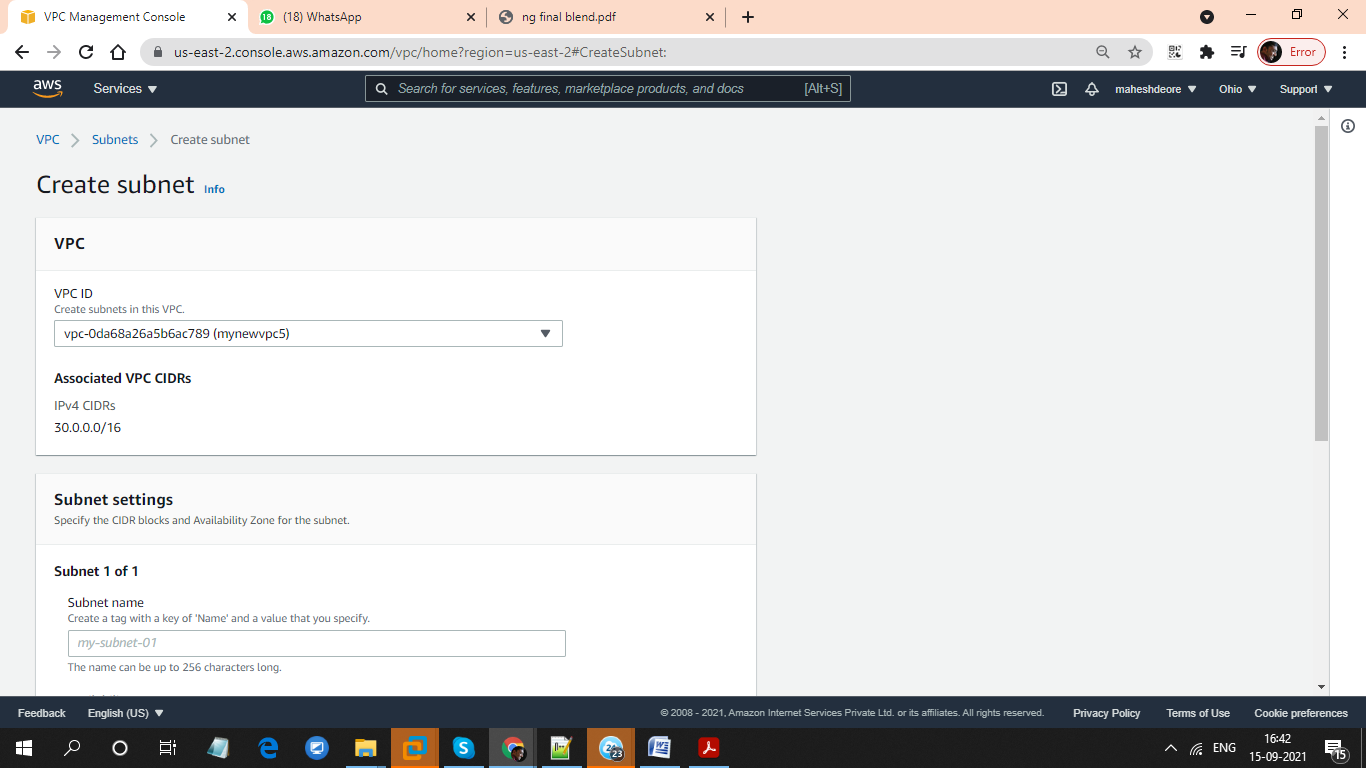 VPC Management Console
18
(18) WhatsApp
ng final blend.pdf
us-east-2.console.aws.amazon.com/vpc/home?region=us-east-2#CreateSubnet:
Error
aws
Services
Search for services, features, marketplace products, and docs
[Alt+S]
maheshdeore
Ohio
Support
VPC
Subnets
Create subnet
Create subnet Info
VPC
VPC ID
Create subnets in this VPC.
vpc-0da68a26a5b6ac789 (mynewvpc5)
Associated VPC CIDRs
IPv4 CIDRs
30.0.0.0/16
Subnet settings
Specify the CIDR blocks and Availability Zone for the subnet.
Subnet 1 of 1
Subnet name
Create a tag with a key of 'Name' and a value that you specify.
my-subnet-01
The name can be up to 256 characters long.
Feedback
English (US)
© 2008 - 2021, Amazon Internet Services Private Ltd. or its affiliates. All rights reserved.
Privacy Policy
Terms of Use
Cookie preferences
ENG
16:42
15-09-2021
15